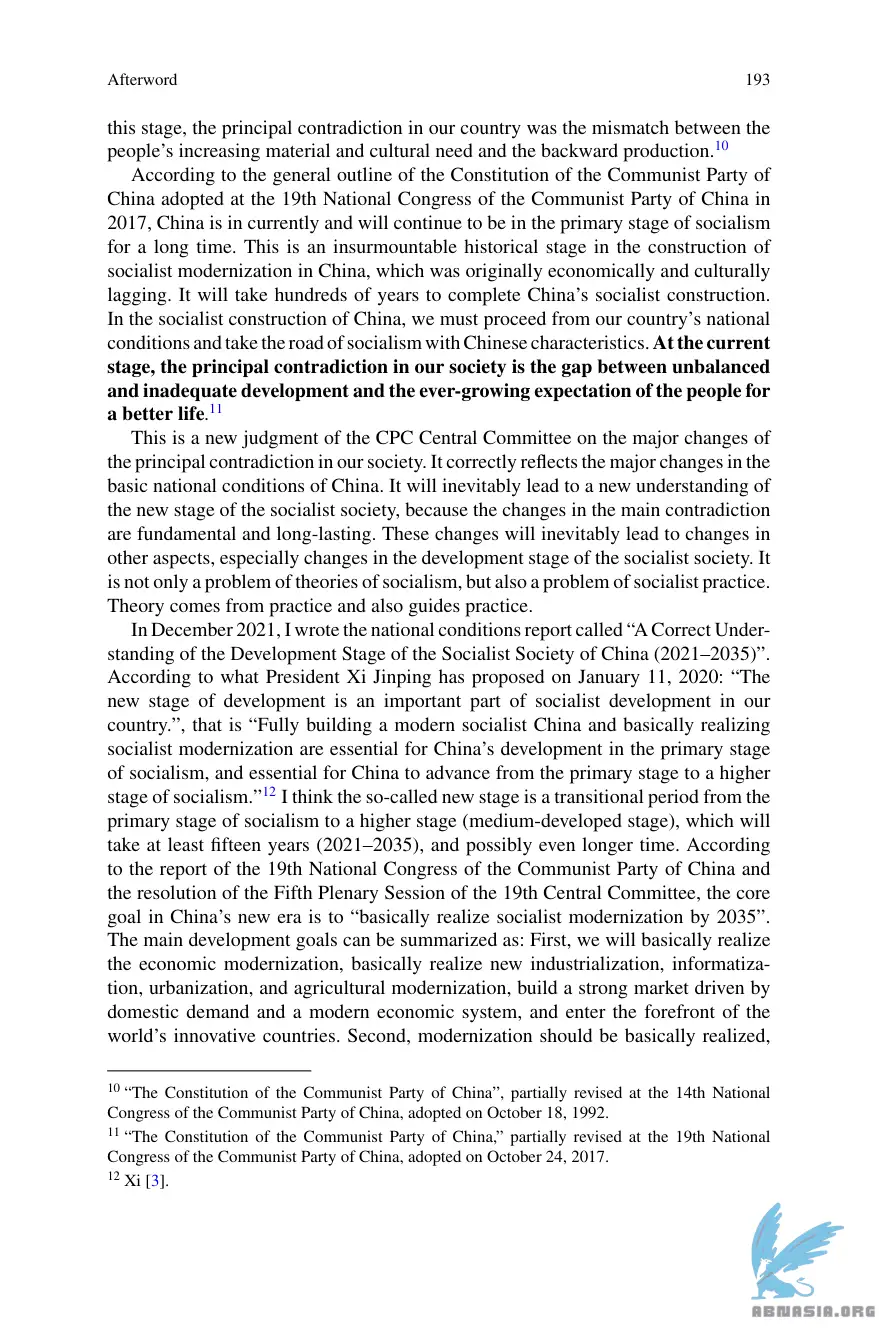 Afterword 193
this stage, the principal contradiction in our country was the mismatch between the
people’s increasing material and cultural need and the backward production.10
According to the general outline of the Constitution of the Communist Party of
China adopted at the 19th National Congress of the Communist Party of China in
2017, China is in currently and will continue to be in the primary stage of socialism
for a long time. This is an insurmountable historical stage in the construction of
socialist modernization in China, which was originally economically and culturally
lagging. It will take hundreds of years to complete China’s socialist construction.
In the socialist construction of China, we must proceed from our country’s national
conditions and take the road of socialism with Chinese characteristics. At the current
stage, the principal contradiction in our society is the gap between unbalanced
and inadequate development and the ever-growing expectation of the people for
a better life.11
This is a new judgment of the CPC Central Committee on the major changes of
the principal contradiction in our society. It correctly reflects the major changes in the
basic national conditions of China. It will inevitably lead to a new understanding of
the new stage of the socialist society, because the changes in the main contradiction
are fundamental and long-lasting. These changes will inevitably lead to changes in
other aspects, especially changes in the development stage of the socialist society. It
is not only a problem of theories of socialism, but also a problem of socialist practice.
Theory comes from practice and also guides practice.
In December 2021, I wrote the national conditions report called “A Correct Under-
standing of the Development Stage of the Socialist Society of China (2021–2035)”.
According to what President Xi Jinping has proposed on January 11, 2020: “The
new stage of development is an important part of socialist development in our
country.”, that is “Fully building a modern socialist China and basically realizing
socialist modernization are essential for China’s development in the primary stage
of socialism, and essential for China to advance from the primary stage to a higher
stage of socialism.”12 I think the so-called new stage is a transitional period from the
primary stage of socialism to a higher stage (medium-developed stage), which will
take at least fifteen years (2021–2035), and possibly even longer time. According
to the report of the 19th National Congress of the Communist Party of China and
the resolution of the Fifth Plenary Session of the 19th Central Committee, the core
goal in China’s new era is to “basically realize socialist modernization by 2035”.
The main development goals can be summarized as: First, we will basically realize
the economic modernization, basically realize new industrialization, informatiza-
tion, urbanization, and agricultural modernization, build a strong market driven by
domestic demand and a modern economic system, and enter the forefront of the
world’s innovative countries. Second, modernization should be basically realized,
10 “The Constitution of the Communist Party of China”, partially revised at the 14th National
Congress of the Communist Party of China, adopted on October 18, 1992.
11 “The Constitution of the Communist Party of China,” partially revised at the 19th National
Congress of the Communist Party of China, adopted on October 24, 2017.
12 Xi [3].
ABNASIA.ORG